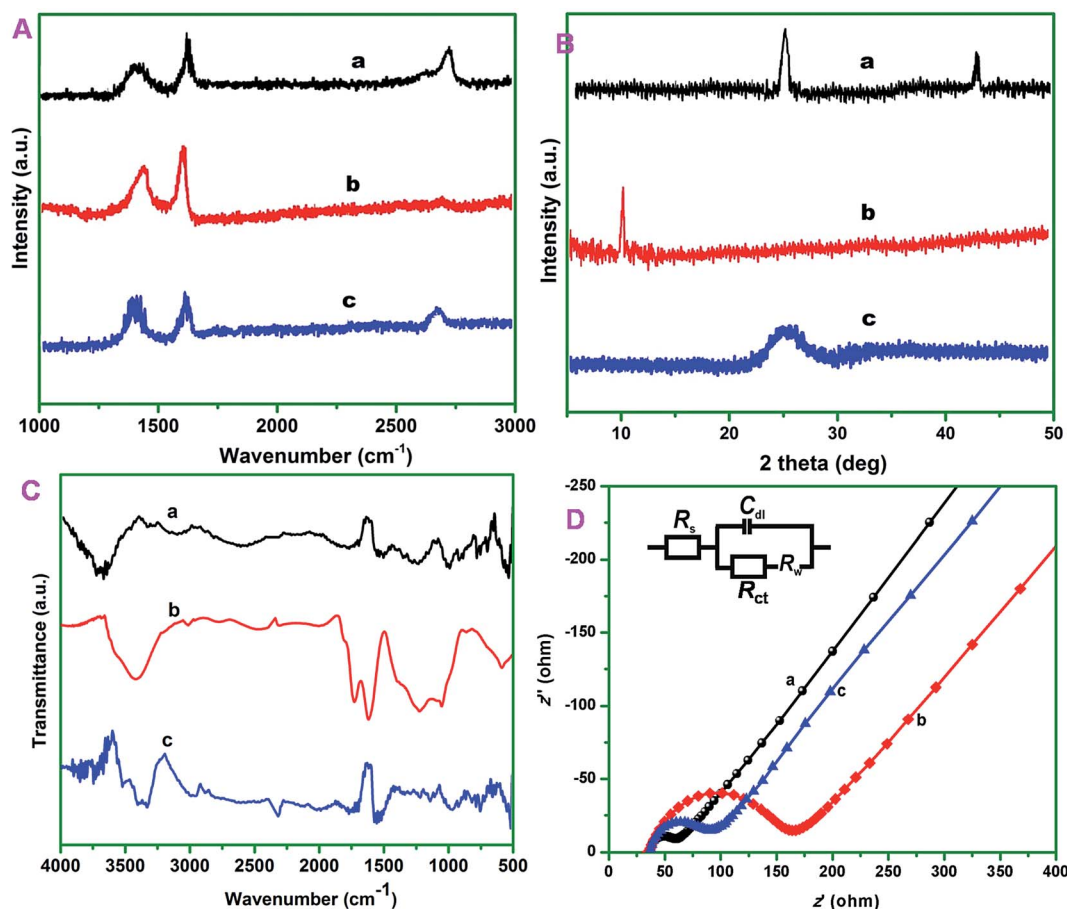 A
a
b
c
Intensity (a.u.)
1000 1500 2000 2500 3000
Wavenumber (cm⁻¹)
B
a
b
c
Intensity (a.u.)
10 20 30 40 50
2 theta (deg)
C
a
b
c
Transmittance (a.u.)
4000 3500 3000 2500 2000 1500 1000 500
Wavenumber (cm⁻¹)
D
-250
-200
-150
-100
-50
0
z'' (ohm)
Rs
Cdl
Rct
Rw
a
c
b
0 50 100 150 200 250 300 350 400
z' (ohm)